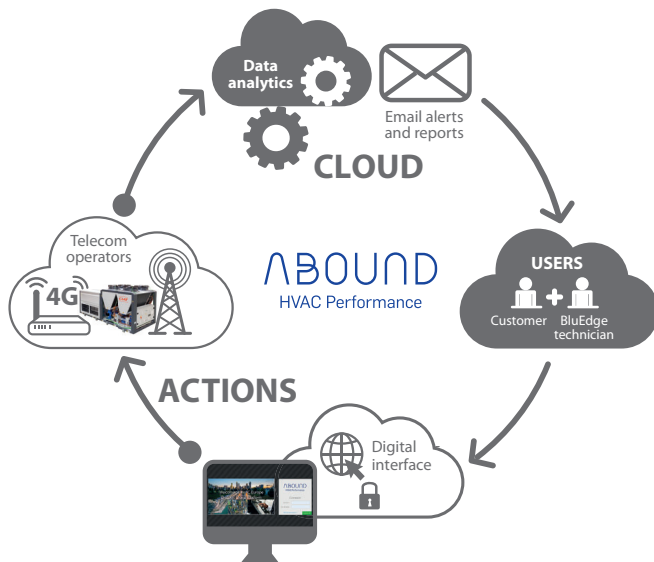 Data
analytics
Email alerts
and reports
CLOUD
Telecom
operators
4G
ABOUND
HVAC Performance
USERS
Customer
BluEdge
technician
ACTIONS
Digital
interface
ABOUND